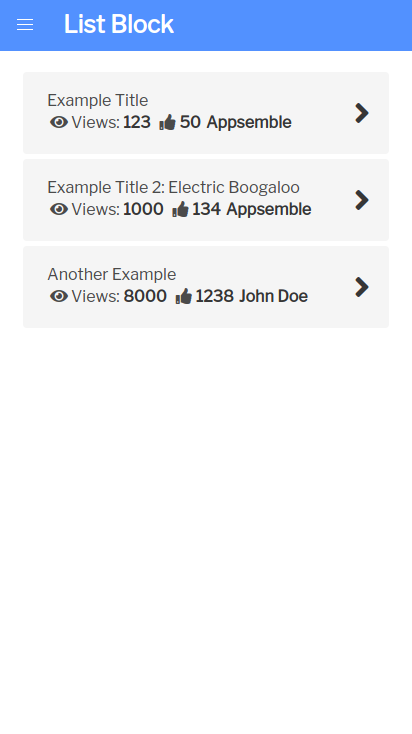 List Block
Example Title
Views: 123 50 Appsemble
Example Title 2: Electric Boogaloo
Views: 1000 134 Appsemble
Another Example
Views: 8000 1238 John Doe